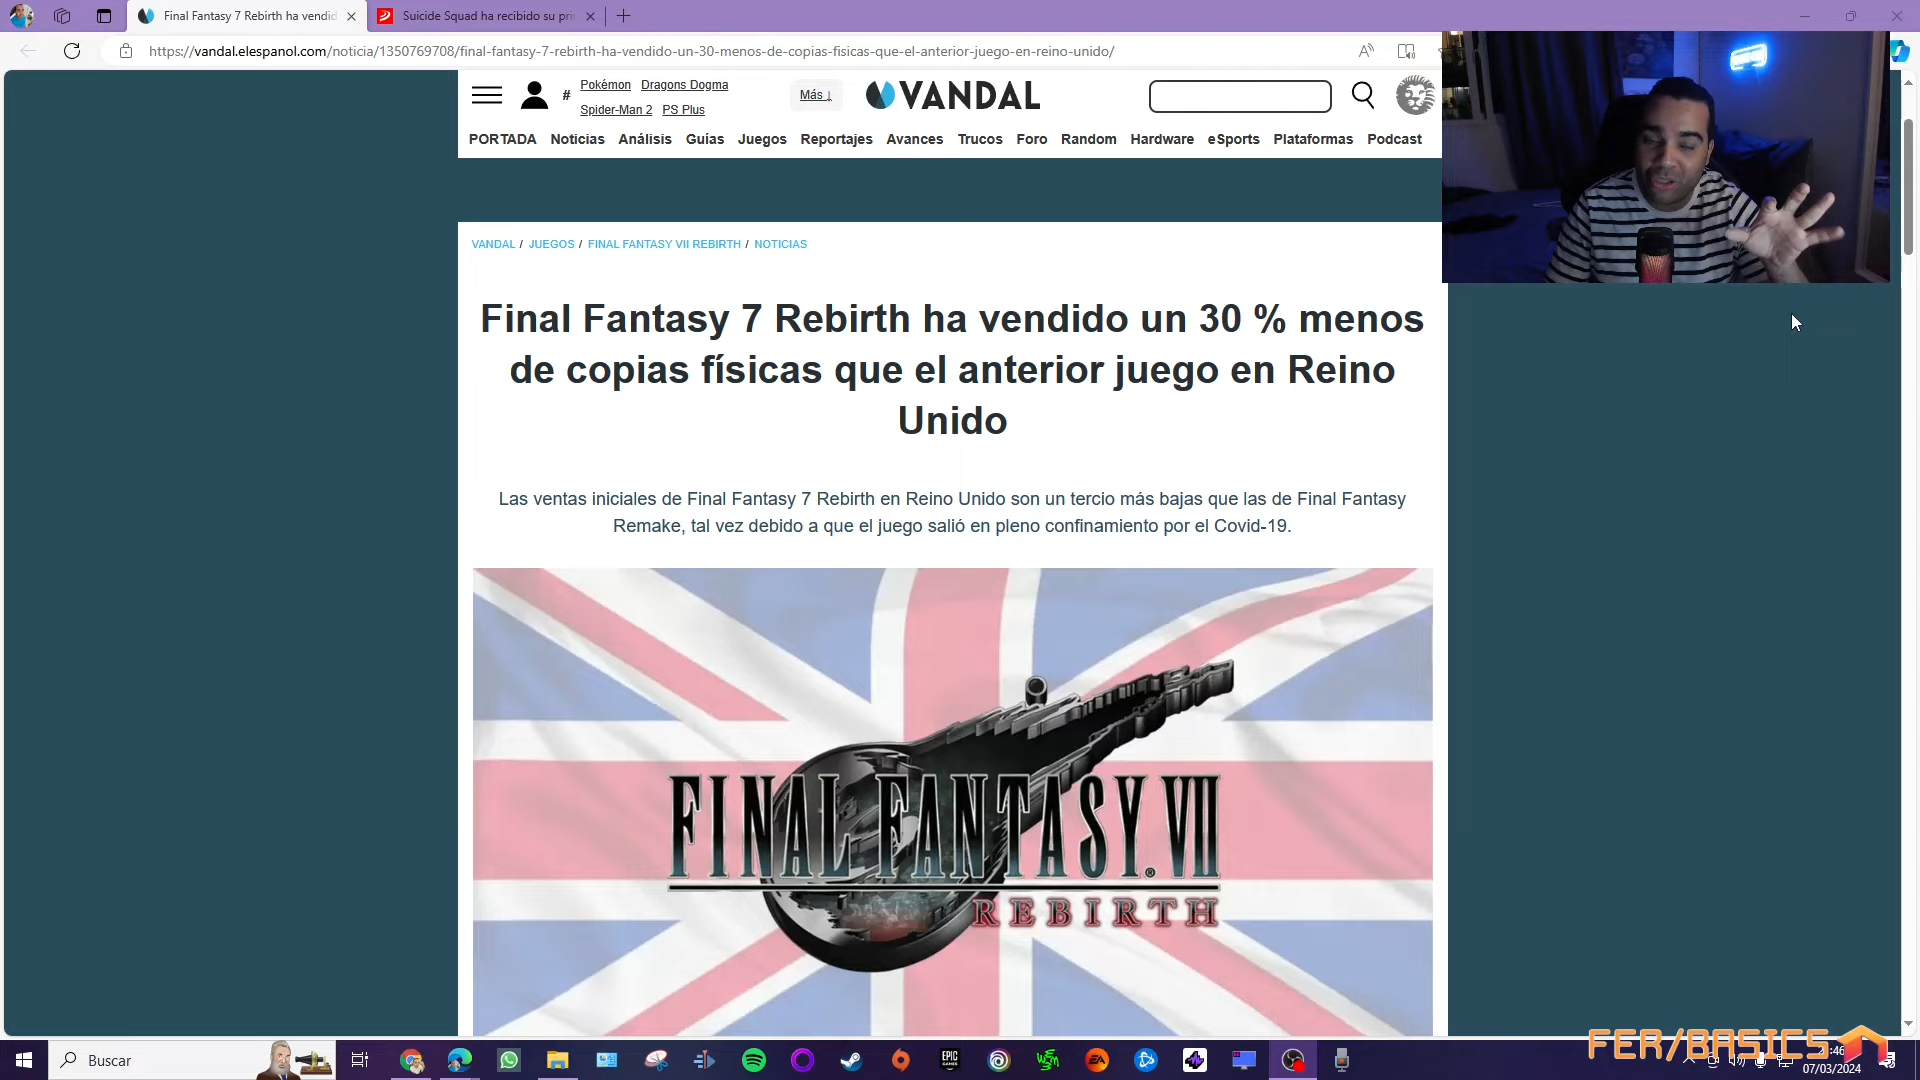 Final Fantasy 7 Rebirth ha vendid
Suicide Squad ha recibido su pri
https://vandal.elespanol.com/noticia/1350769708/final-fantasy-7-rebirth-ha-vendido-un-30-menos-de-copias-fisicas-que-el-anterior-juego-en-reino-unido/
# Pokémon Dragons Dogma
Spider-Man 2 PS Plus
Más ↓
VANDAL
PORTADA Noticias Análisis Guías Juegos Reportajes Avances Trucos Foro Random Hardware eSports Plataformas Podcast
VANDAL / JUEGOS / FINAL FANTASY VII REBIRTH / NOTICIAS
Final Fantasy 7 Rebirth ha vendido un 30 % menos
de copias físicas que el anterior juego en Reino
Unido
Las ventas iniciales de Final Fantasy 7 Rebirth en Reino Unido son un tercio más bajas que las de Final Fantasy
Remake, tal vez debido a que el juego salió en pleno confinamiento por el Covid-19.
FINAL FANTASY VII
REBIRTH
FER/BASICS
Buscar
EPIC
GAMES
EA
07/03/2024